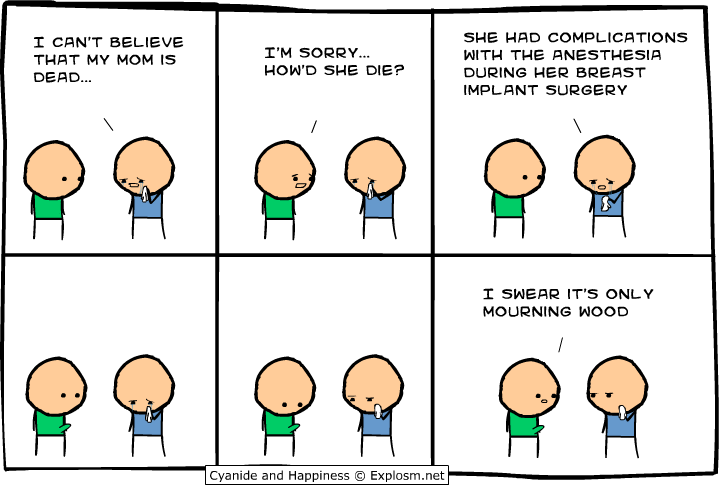 I CAN'T BELIEVE
THAT MY MOM IS
DEAD...
I'M SORRY...
HOW'D SHE DIE?
SHE HAD COMPLICATIONS
WITH THE ANESTHESIA
DURING HER BREAST
IMPLANT SURGERY
I SWEAR IT'S ONLY
MOURNING WOOD
Cyanide and Happiness © Explosm.net